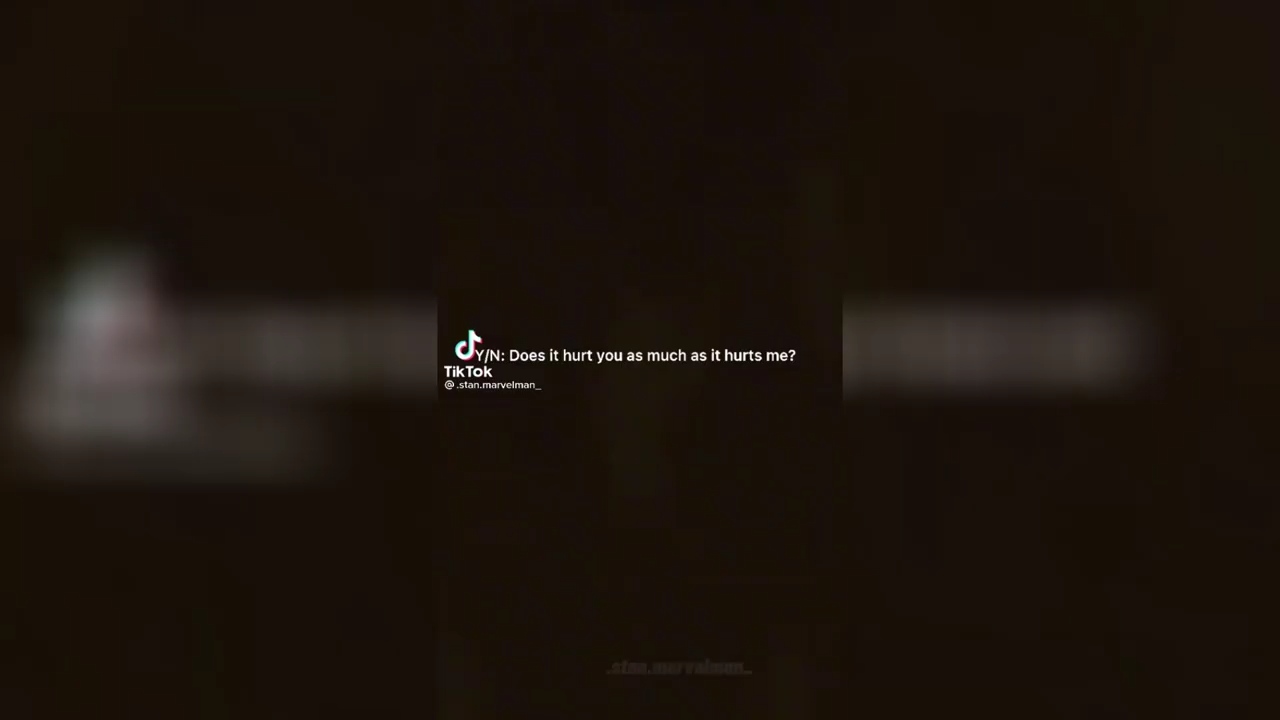 Y/N: Does it hurt you as much as it hurts me?
TikTok
@ .stan.marvelman_
.stan.marvelman_